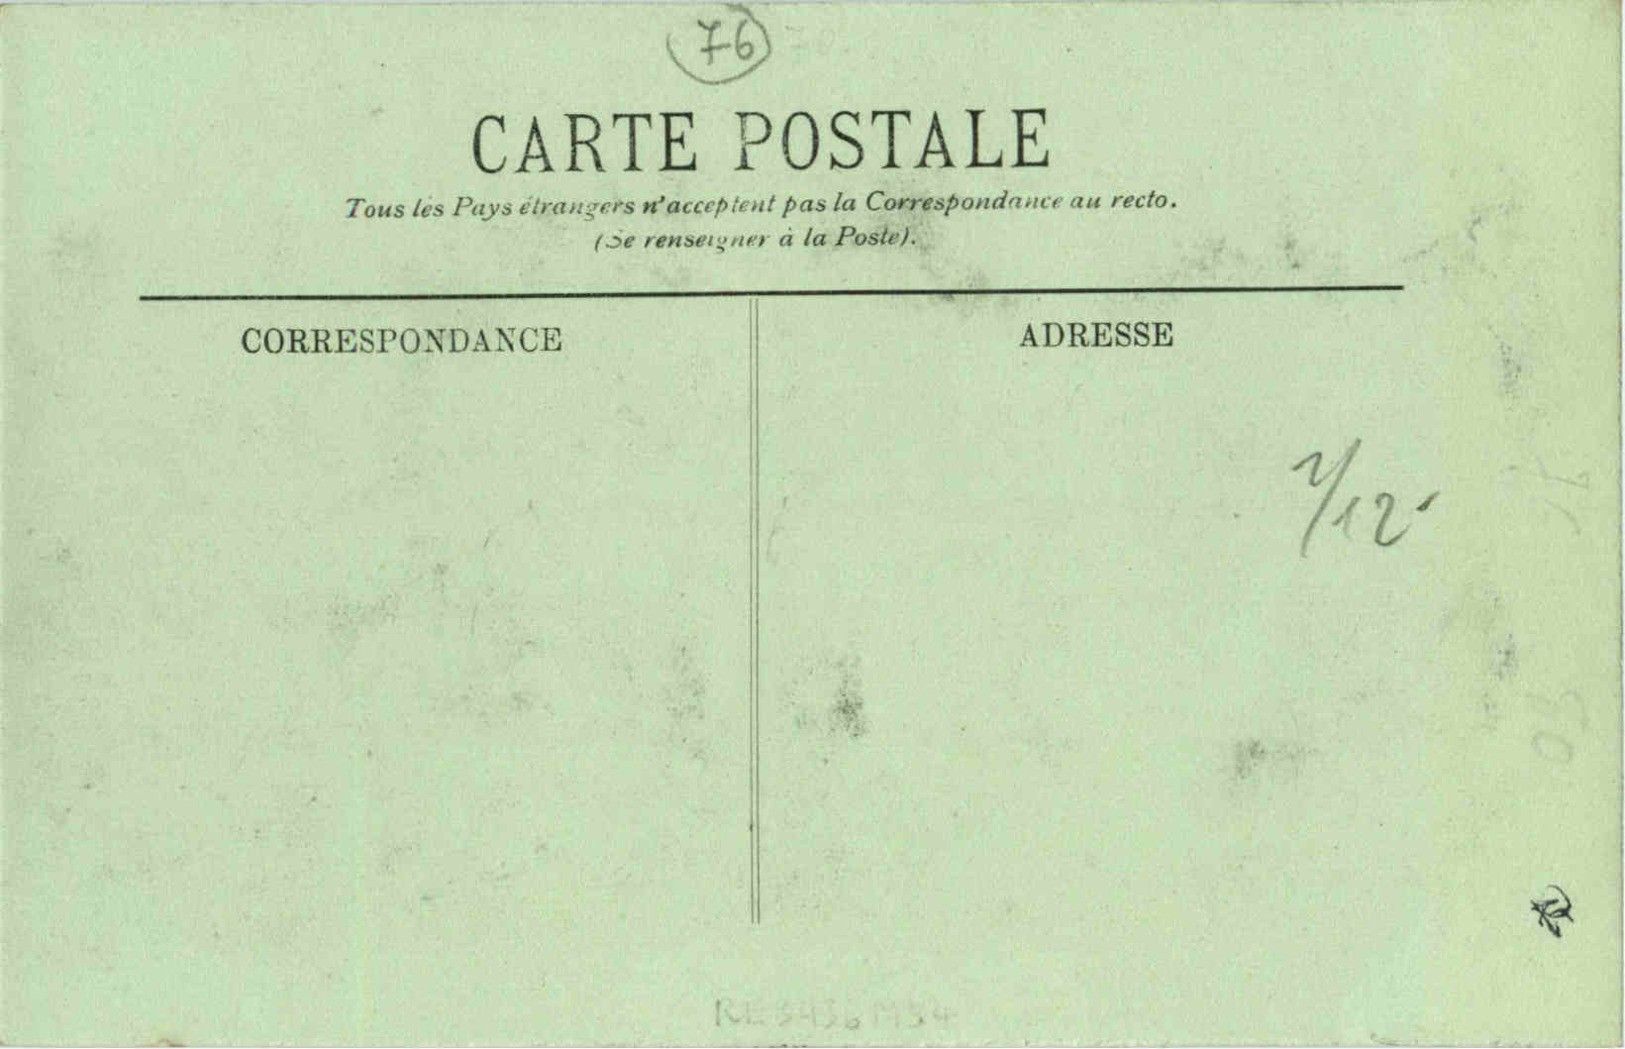 76
CARTE POSTALE
Tous les Pays étrangers n'acceptent pas la Correspondance au recto.
(Se renseigner à la Poste).
CORRESPONDANCE
ADRESSE